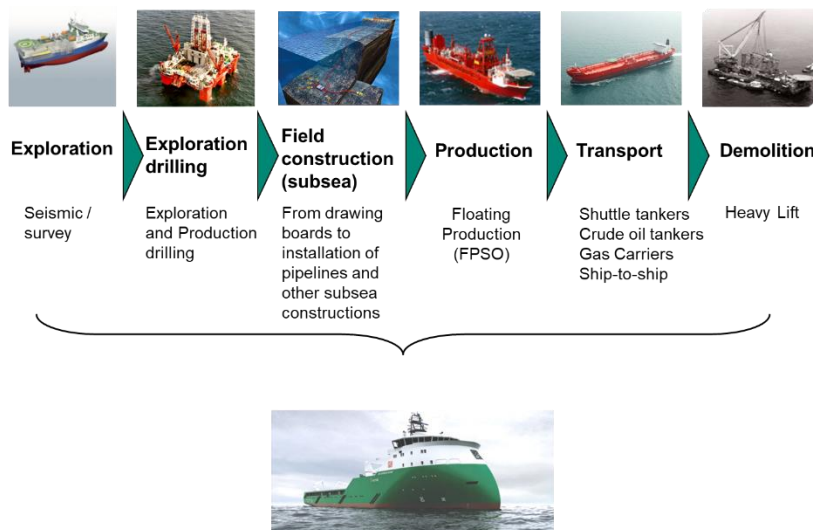 Exploration
Exploration
drilling
Field
construction
(subsea)
Production
Transport
Demolition
Seismic /
survey
Exploration
and Production
drilling
From drawing
boards to
installation of
pipelines and
other subsea
constructions
Floating
Production
(FPSO)
Shuttle tankers
Crude oil tankers
Gas Carriers
Ship-to-ship
Heavy Lift